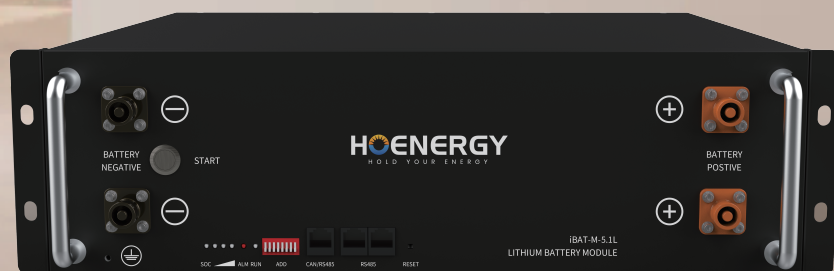 HOENERGY
HOLD YOUR ENERGY
BATTERY
NEGATIVE
START
BATTERY
POSTIVE
iBAT-M-5.1L
LITHIUM BATTERY MODULE
SOC ALM RUN ADD CAN/RS485 RS485 RESET